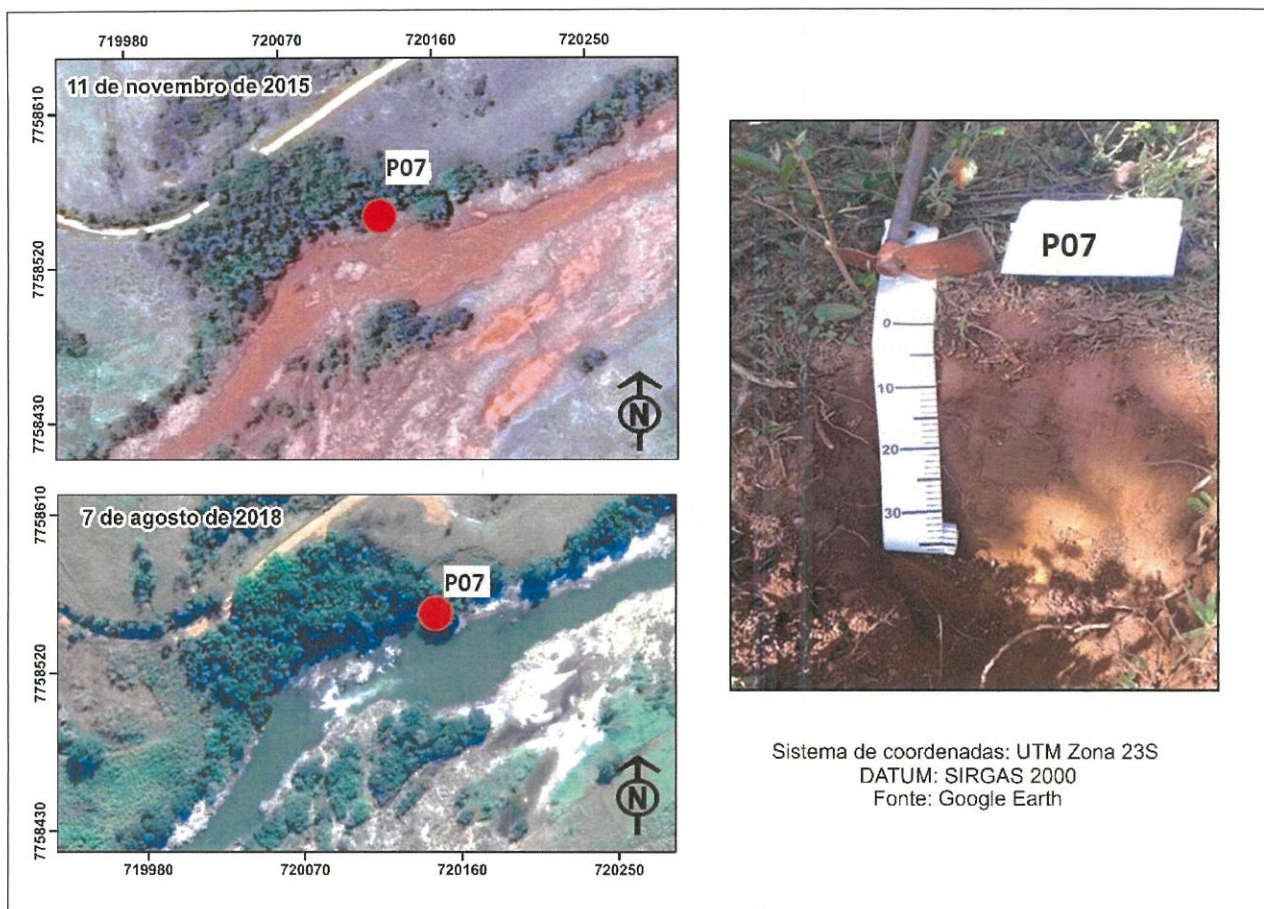 719980 720070 720160 720250
11 de novembro de 2015
7758610
7758520
7758430
P07
N
7 de agosto de 2018
7758610
7758520
7758430
P07
N
719980 720070 720160 720250
P07
0
10
20
30
Sistema de coordenadas: UTM Zona 23S
DATUM: SIRGAS 2000
Fonte: Google Earth